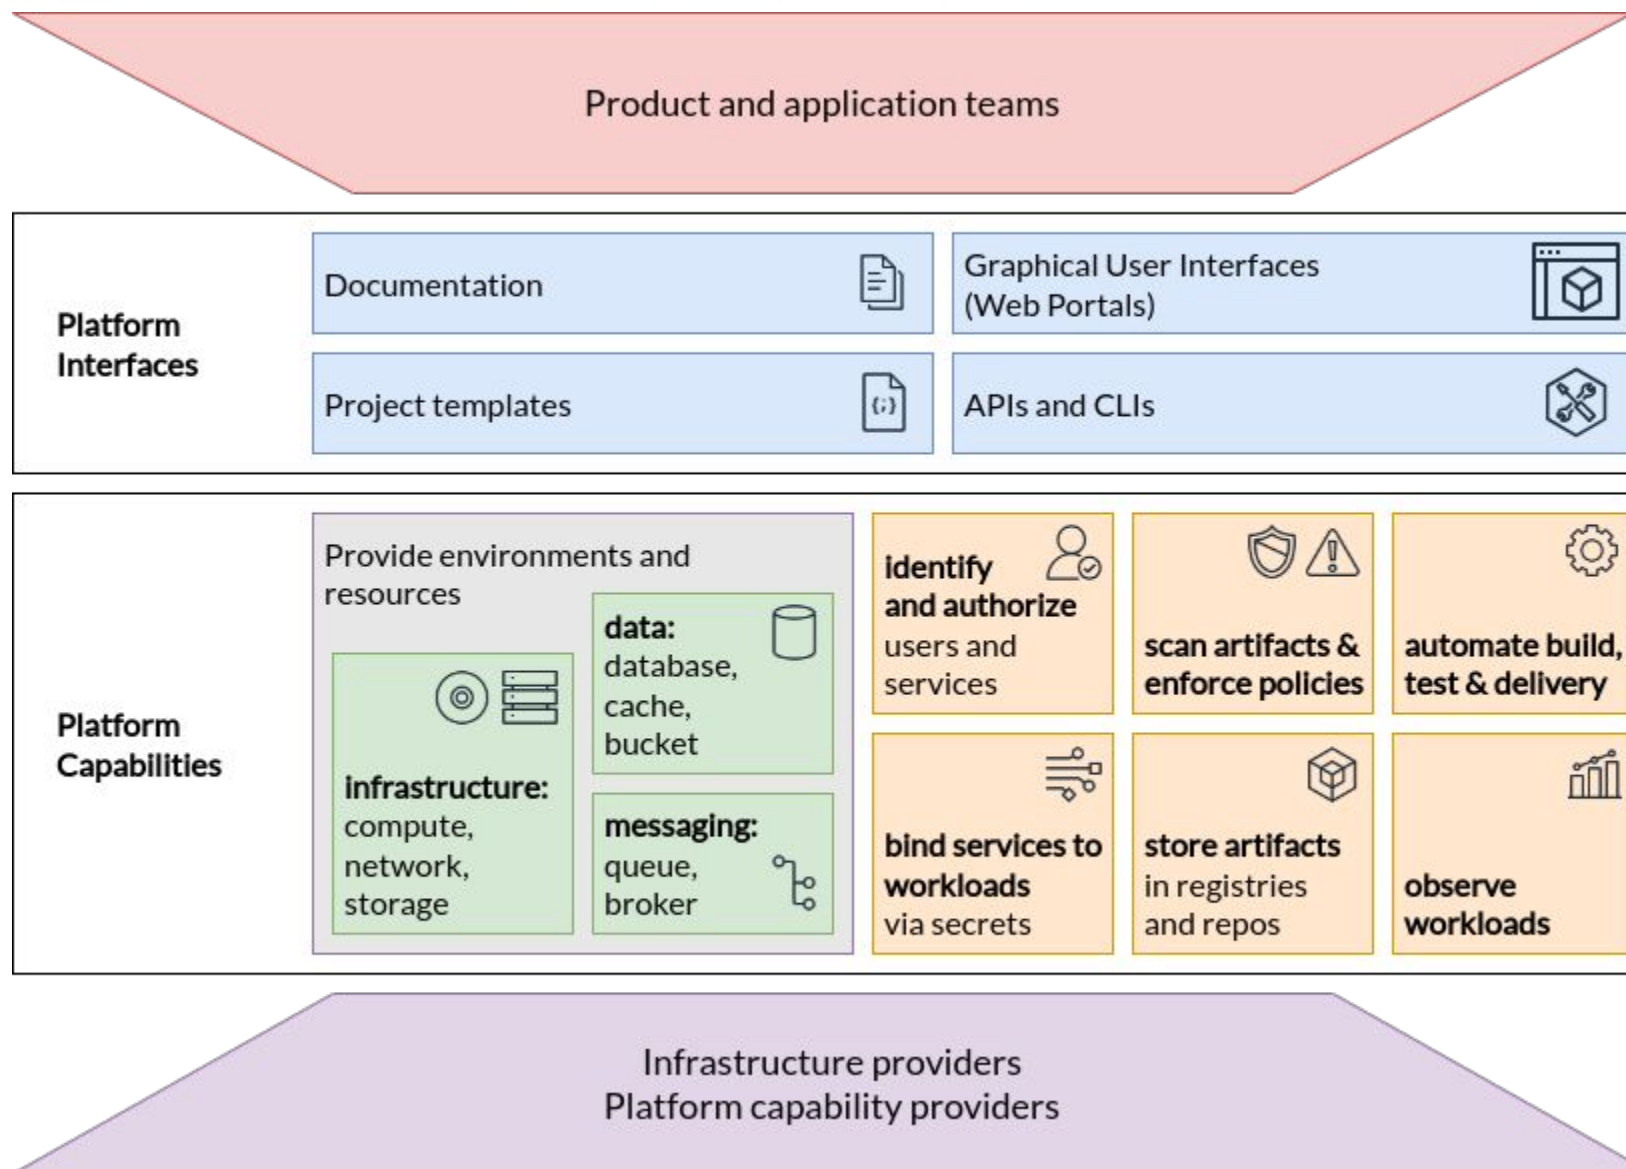 Product and application teams
Platform
Interfaces
Documentation
Graphical User Interfaces
(Web Portals)
Project templates
{;}
APIs and CLIs
Platform
Capabilities
Provide environments and
resources
infrastructure:
compute,
network,
storage
data:
database,
cache,
bucket
messaging:
queue,
broker
identify
and authorize
users and
services
scan artifacts &
enforce policies
automate build,
test & delivery
bind services to
workloads
via secrets
store artifacts
in registries
and repos
observe
workloads
Infrastructure providers
Platform capability providers